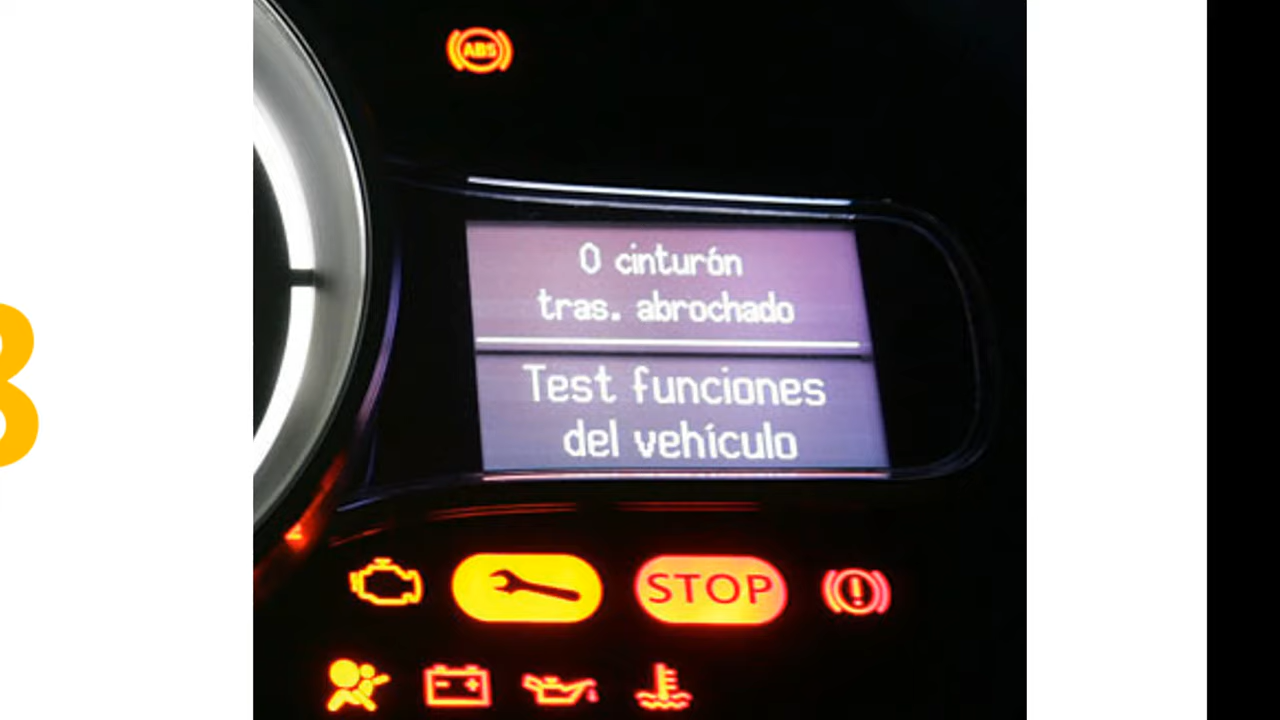 ABS
0 cinturón
tras. abrochado
Test funciones
del vehículo
STOP